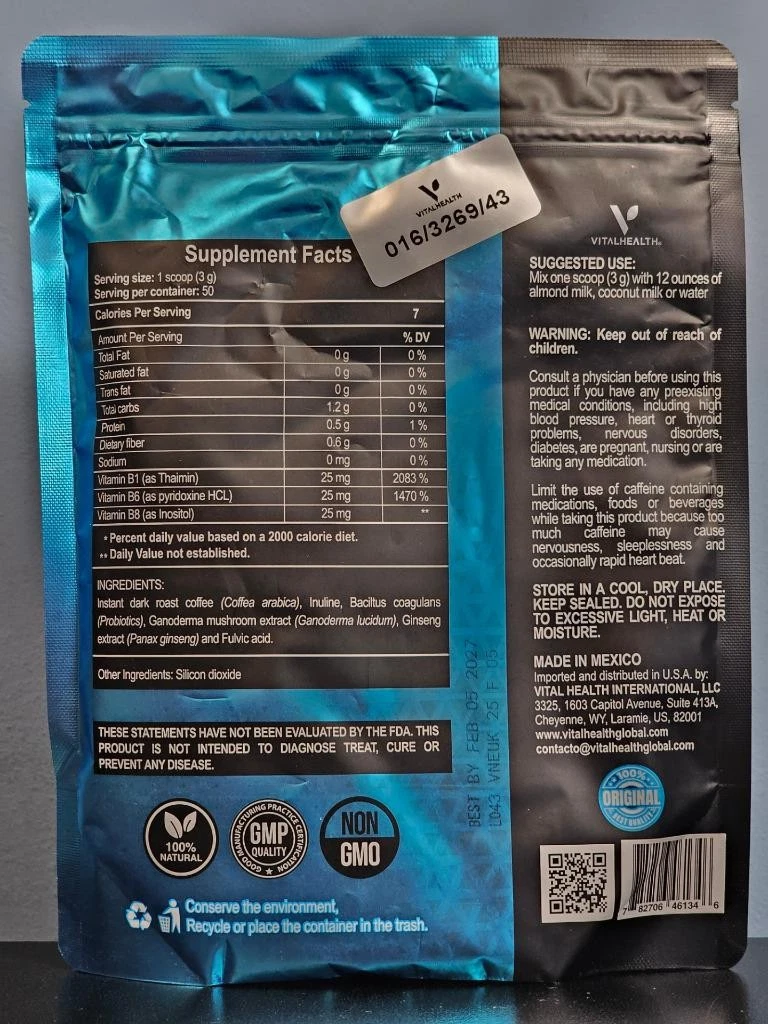 VITALHEALTH
016/3269/43
Supplement Facts
Serving size: 1 scoop (3 g)
Serving per container: 50
Calories Per Serving 7
Amount Per Serving % DV
Total Fat 0 g 0 %
Saturated fat 0 g 0 %
Trans fat 0 g 0 %
Total carbs 1.2 g 0 %
Protein 0.5 g 1 %
Dietary fiber 0.6 g 0 %
Sodium 0 mg 0 %
Vitamin B1 (as Thaimin) 25 mg 2083 %
Vitamin B6 (as pyridoxine HCL) 25 mg 1470 %
Vitamin B8 (as Inositol) 25 mg **
* Percent daily value based on a 2000 calorie diet.
** Daily Value not established.
INGREDIENTS:
Instant dark roast coffee (Coffea arabica), Inuline, Baciltus coagulans
(Probiotics), Ganoderma mushroom extract (Ganoderma lucidum), Ginseng
extract (Panax ginseng) and Fulvic acid.
Other Ingredients: Silicon dioxide
THESE STATEMENTS HAVE NOT BEEN EVALUATED BY THE FDA. THIS
PRODUCT IS NOT INTENDED TO DIAGNOSE TREAT, CURE OR
PREVENT ANY DISEASE.
BEST BY FEB 05 2027
L043 VNEUK 25 F 05
100%
NATURAL
GOOD MANUFACTURING PRACTICE CERTIFICATION
GMP
QUALITY
NON
GMO
Conserve the environment,
Recycle or place the container in the trash.
VITALHEALTH®
SUGGESTED USE:
Mix one scoop (3 g) with 12 ounces of
almond milk, coconut milk or water
WARNING: Keep out of reach of
children.
Consult a physician before using this
product if you have any preexisting
medical conditions, including high
blood pressure, heart or thyroid
problems, nervous disorders,
diabetes, are pregnant, nursing or are
taking any medication.
Limit the use of caffeine containing
medications, foods or beverages
while taking this product because too
much caffeine may cause
nervousness, sleeplessness and
occasionally rapid heart beat.
STORE IN A COOL, DRY PLACE.
KEEP SEALED. DO NOT EXPOSE
TO EXCESSIVE LIGHT, HEAT OR
MOISTURE.
MADE IN MEXICO
Imported and distributed in U.S.A. by:
VITAL HEALTH INTERNATIONAL, LLC
3325, 1603 Capitol Avenue, Suite 413A,
Cheyenne, WY, Laramie, US, 82001
www.vitalhealthglobal.com
contacto@vitalhealthglobal.com
100%
ORIGINAL
BEST QUALITY
7 82706 46134 6